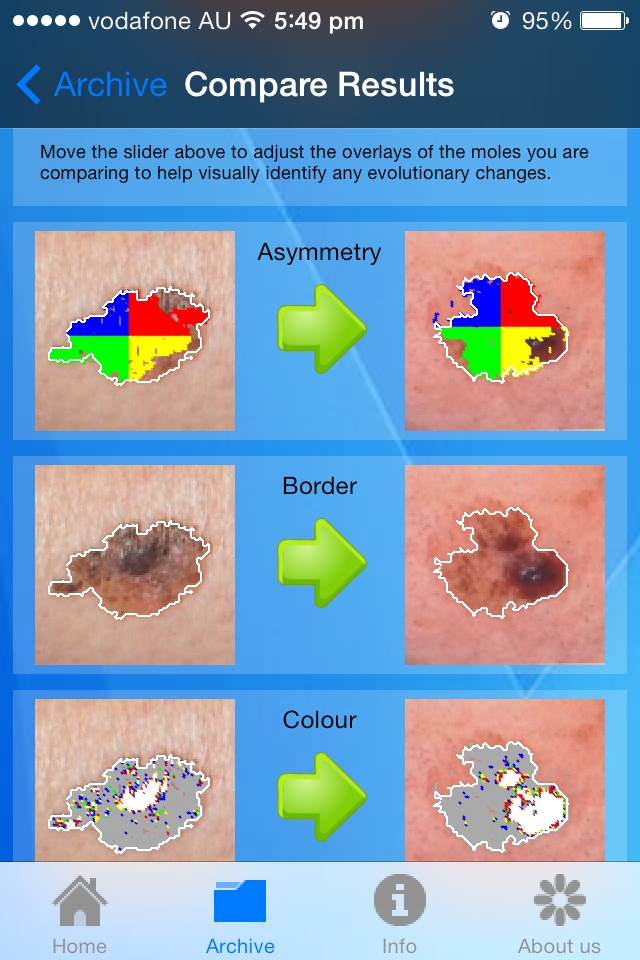 vodafone AU 5:49 pm 95%
Archive Compare Results
Move the slider above to adjust the overlays of the moles you are
comparing to help visually identify any evolutionary changes.
Asymmetry
Border
Colour
Home Archive Info About us